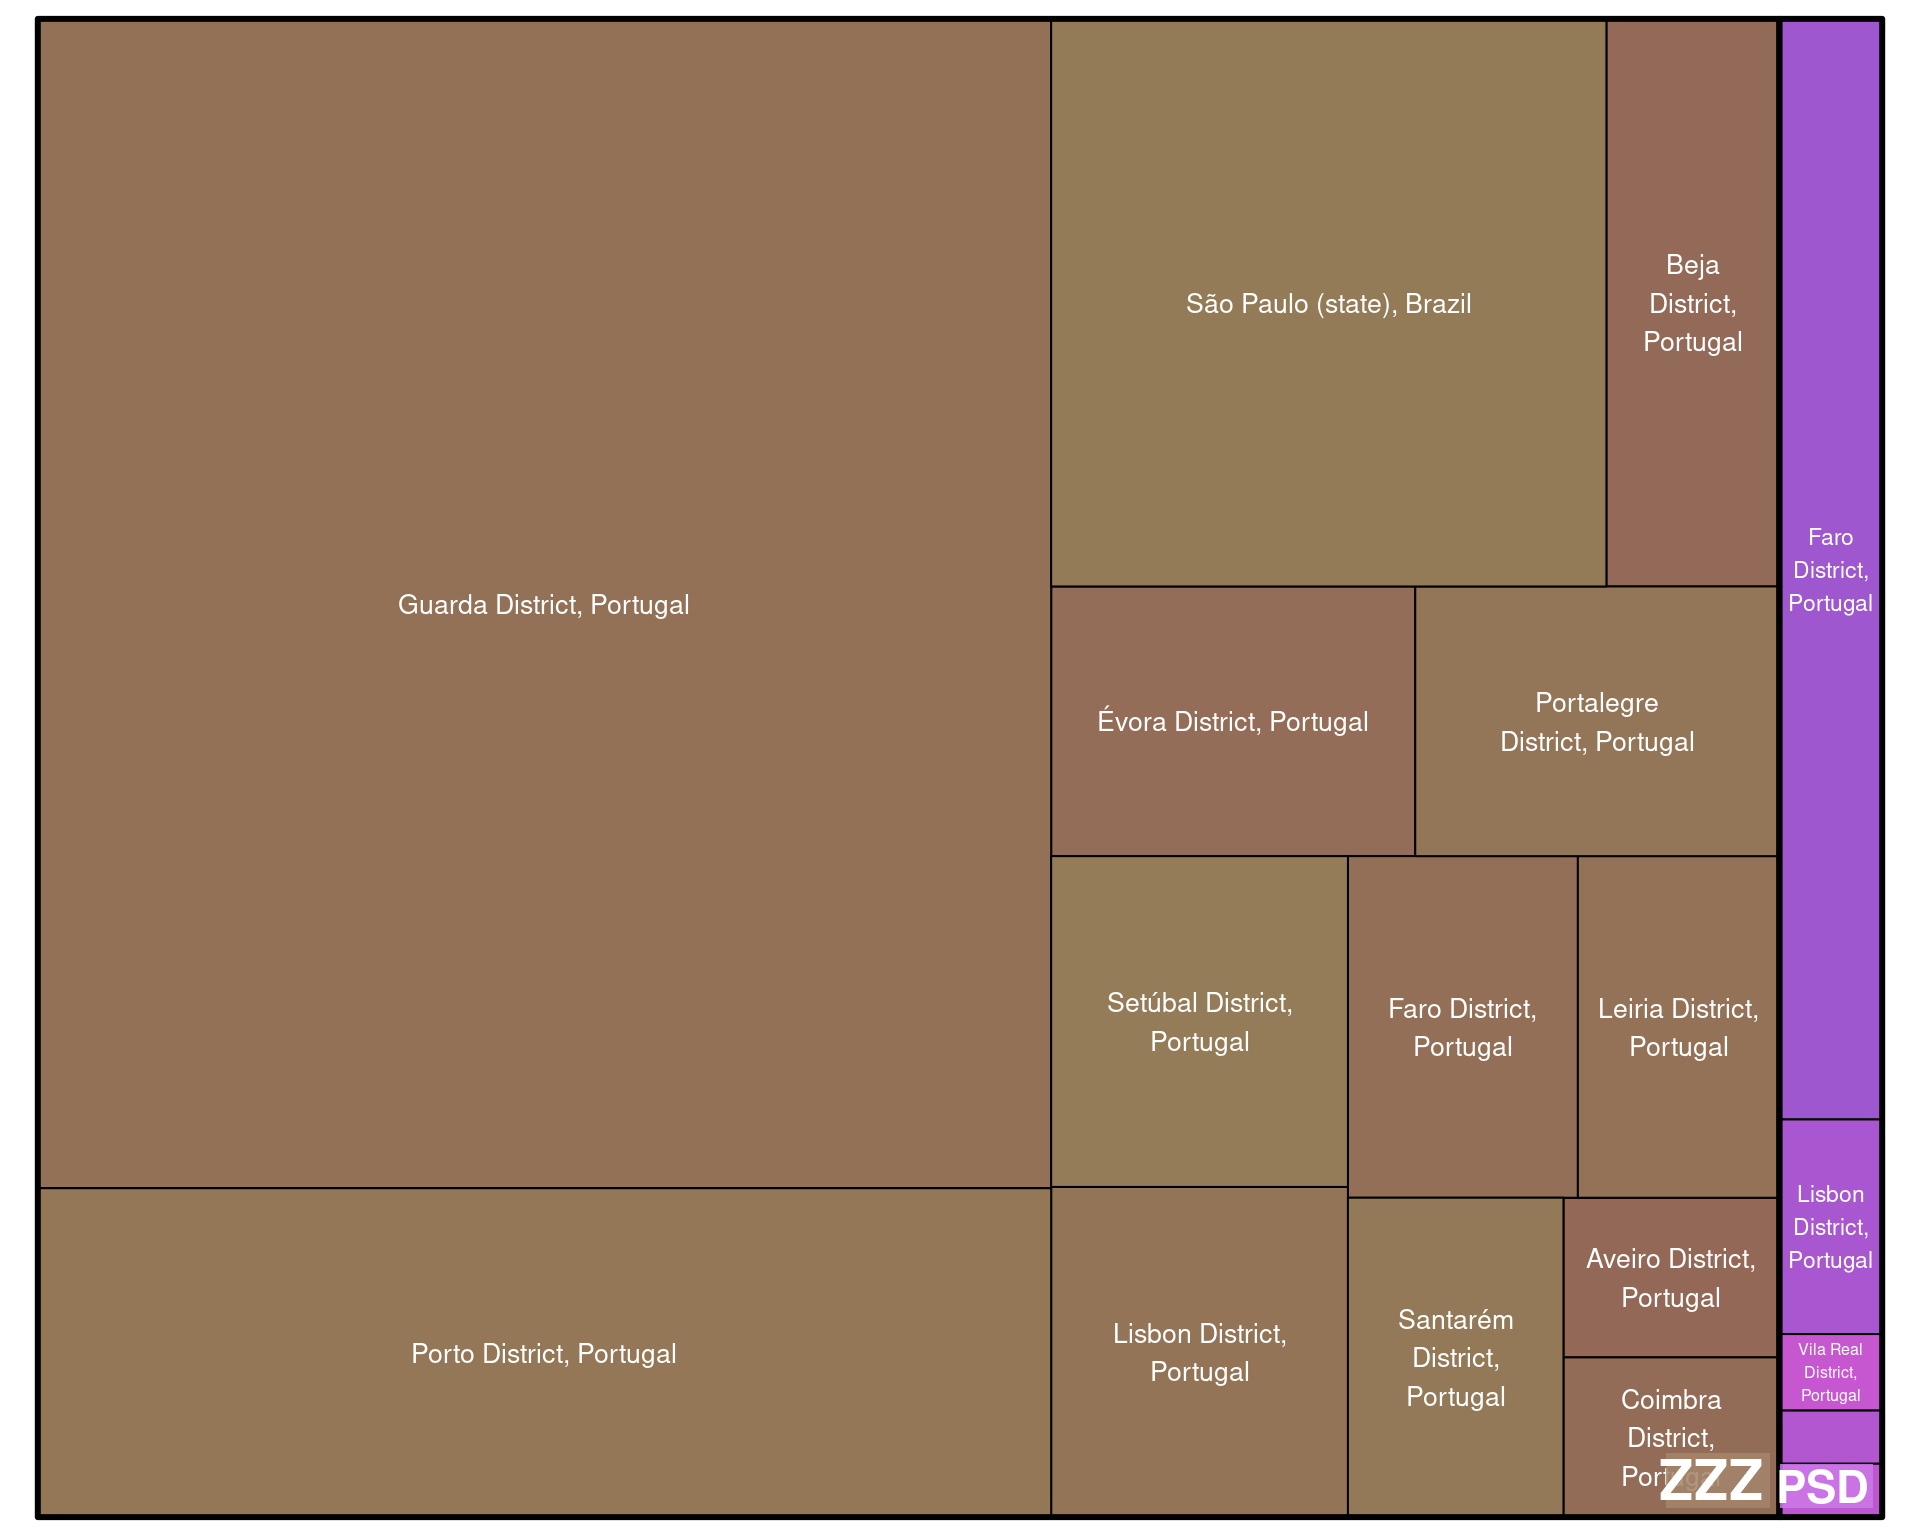 Guarda District, Portugal
Porto District, Portugal
São Paulo (state), Brazil
Beja
District,
Portugal
Évora District, Portugal
Portalegre
District, Portugal
Setúbal District,
Portugal
Faro District,
Portugal
Leiria District,
Portugal
Lisbon District,
Portugal
Santarém
District,
Portugal
Aveiro District,
Portugal
Coimbra
District,
Portugal
ZZZ
Faro
District,
Portugal
Lisbon
District,
Portugal
Vila Real
District,
Portugal
PSD